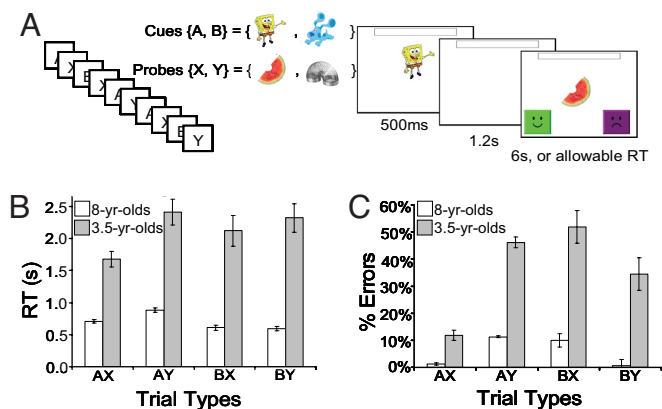 A
Cues {A, B} = { , }
Probes {X, Y} = { , }
A
X
B
X
A
Y
A
X
B
Y
500ms
1.2s
6s, or allowable RT
B
8-yr-olds
3.5-yr-olds
RT (s)
2.5
2.0
1.5
1.0
0.5
0.0
AX AY BX BY
Trial Types
C
8-yr-olds
3.5-yr-olds
% Errors
60%
50%
40%
30%
20%
10%
0%
AX AY BX BY
Trial Types